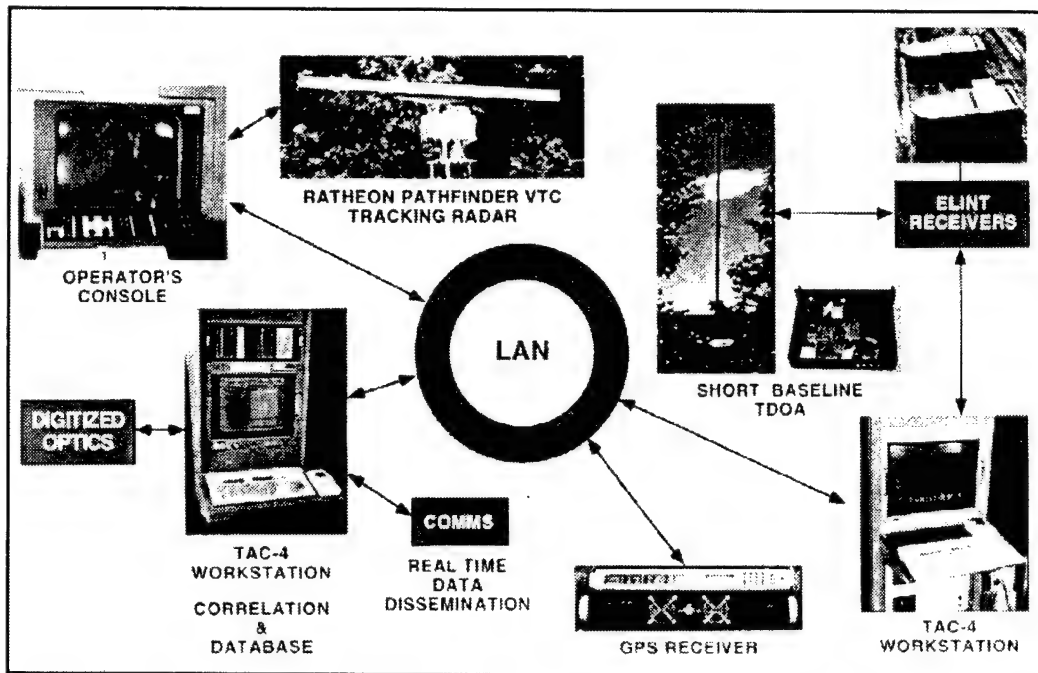 RATHEON PATHFINDER VTC
TRACKING RADAR
OPERATOR'S
CONSOLE
ELINT
RECEIVERS
LAN
SHORT BASELINE
TDOA
DIGITIZED
OPTICS
COMMS
TAC-4
WORKSTATION
CORRELATION
&
DATABASE
REAL TIME
DATA
DISSEMINATION
GPS RECEIVER
TAC-4
WORKSTATION